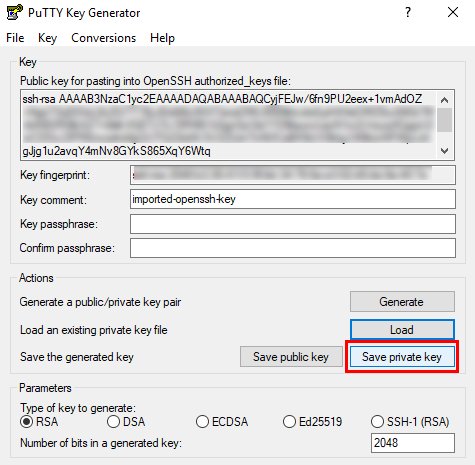 PuTTY Key Generator
File Key Conversions Help
Key
Public key for pasting into OpenSSH authorized_keys file:
ssh-rsa AAAAB3NzaC1yc2EAAAADAQABAAABAQCyjFEJw/6fn9PU2eex+1vmAdOZ
gJjg1u2avqY4mNv8GYkS865XqY6Wtq
Key fingerprint:
Key comment: imported-openssh-key
Key passphrase:
Confirm passphrase:
Actions
Generate a public/private key pair Generate
Load an existing private key file Load
Save the generated key Save public key Save private key
Parameters
Type of key to generate:
RSA DSA ECDSA Ed25519 SSH-1 (RSA)
Number of bits in a generated key: 2048